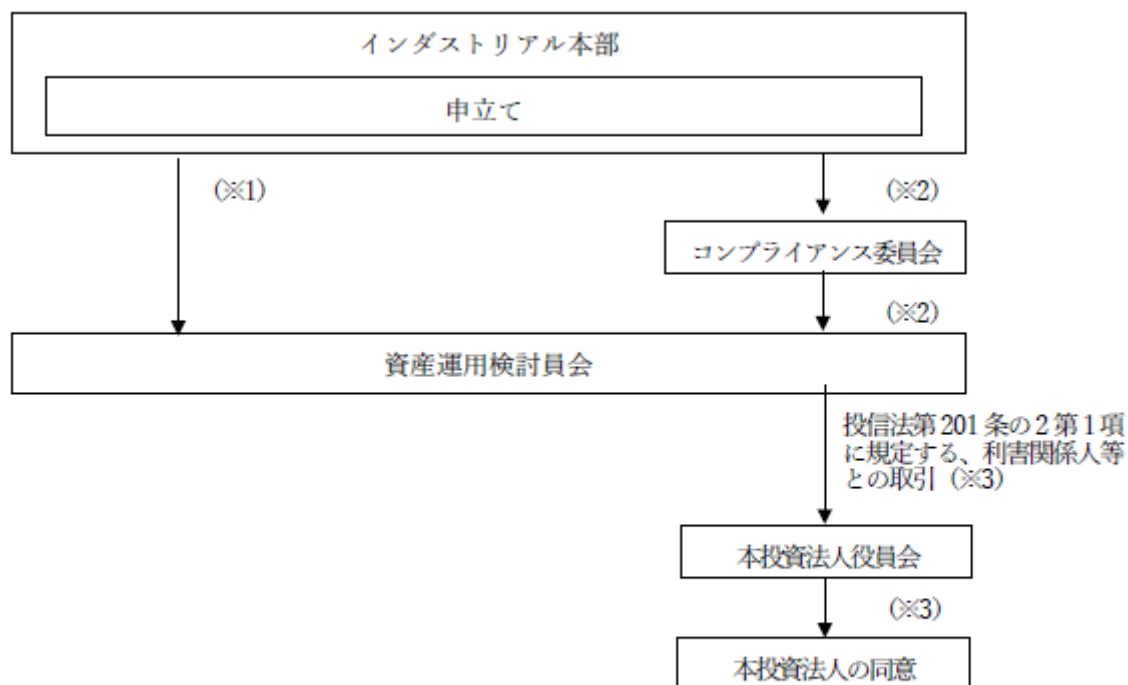 インダストリアル本部
申立て
(※1)
(※2)
コンプライアンス委員会
(※2)
資産運用検討員会
投信法第201条の2第1項
に規定する、利害関係人等
との取引（※3）
本投資法人役員会
(※3)
本投資法人の同意